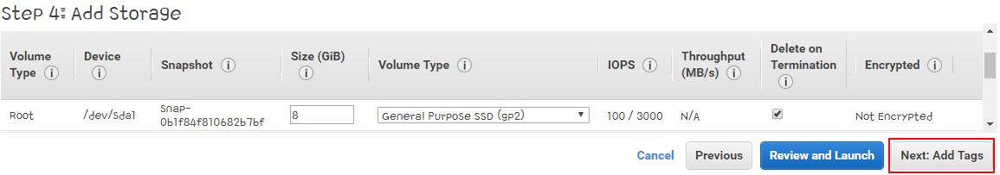 Step 4: Add Storage
Volume Type Device Snapshot Size (GiB) Volume Type IOPS Throughput (MB/s) Delete on Termination Encrypted
Root /dev/sda1 snap-0b1f84f810682b7bf 8 General Purpose SSD (gp2) 100 / 3000 N/A Not Encrypted
Cancel Previous Review and Launch Next: Add Tags